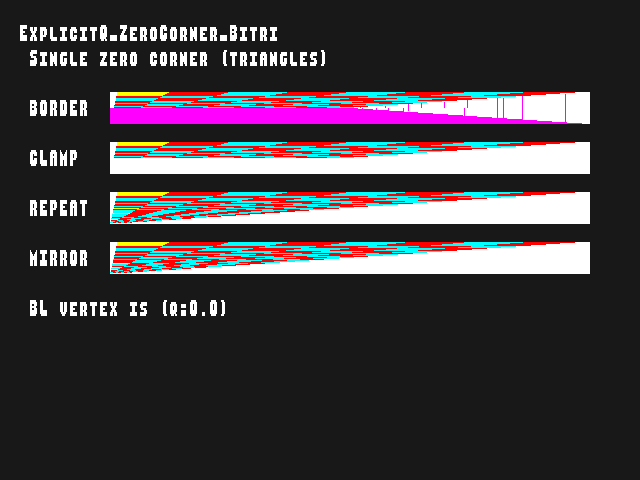 ExplicitQ_ZeroCorner_Bitri
Single zero corner (triangles)
BORDER
CLAMP
REPEAT
MIRROR
BL vertex is (q:0.0)